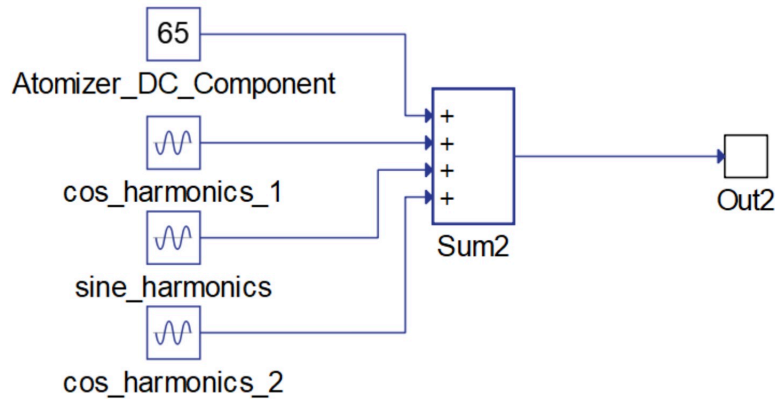 65
Atomizer_DC_Component
cos_harmonics_1
sine_harmonics
cos_harmonics_2
+
+
+
+
Sum2
Out2